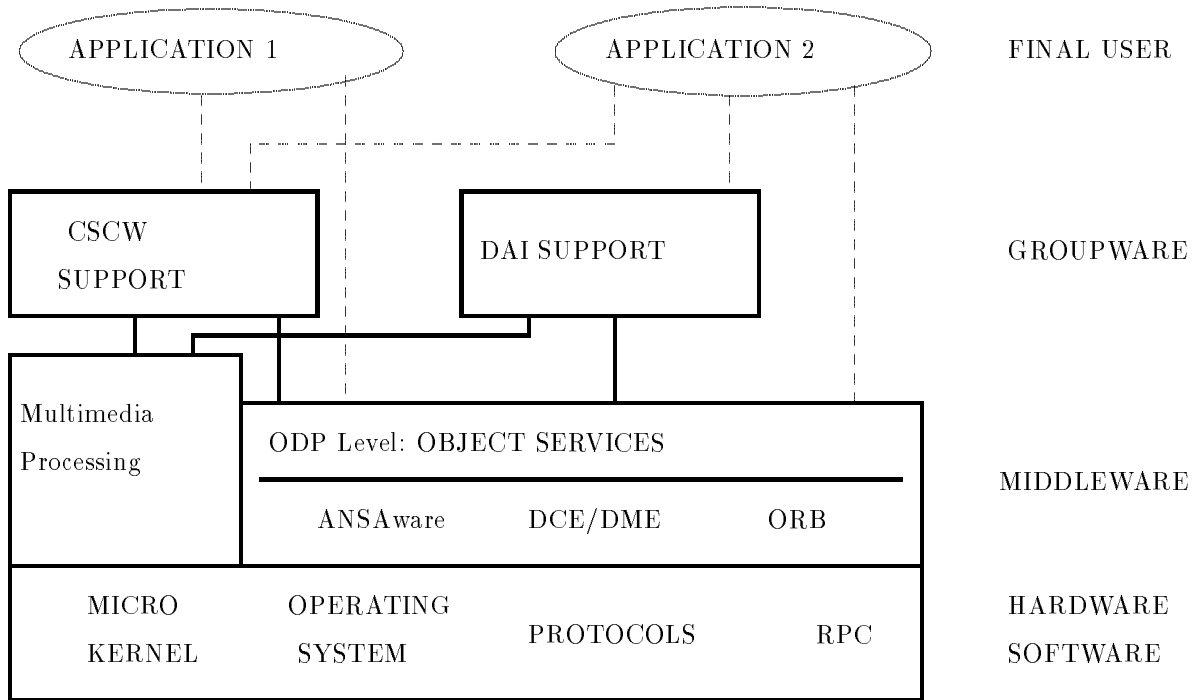 APPLICATION 1
APPLICATION 2
FINAL USER
CSCW
SUPPORT
DAI SUPPORT
GROUPWARE
Multimedia
Processing
ODP Level: OBJECT SERVICES
ANSAware
DCE/DME
ORB
MIDDLEWARE
MICRO
KERNEL
OPERATING
SYSTEM
PROTOCOLS
RPC
HARDWARE
SOFTWARE